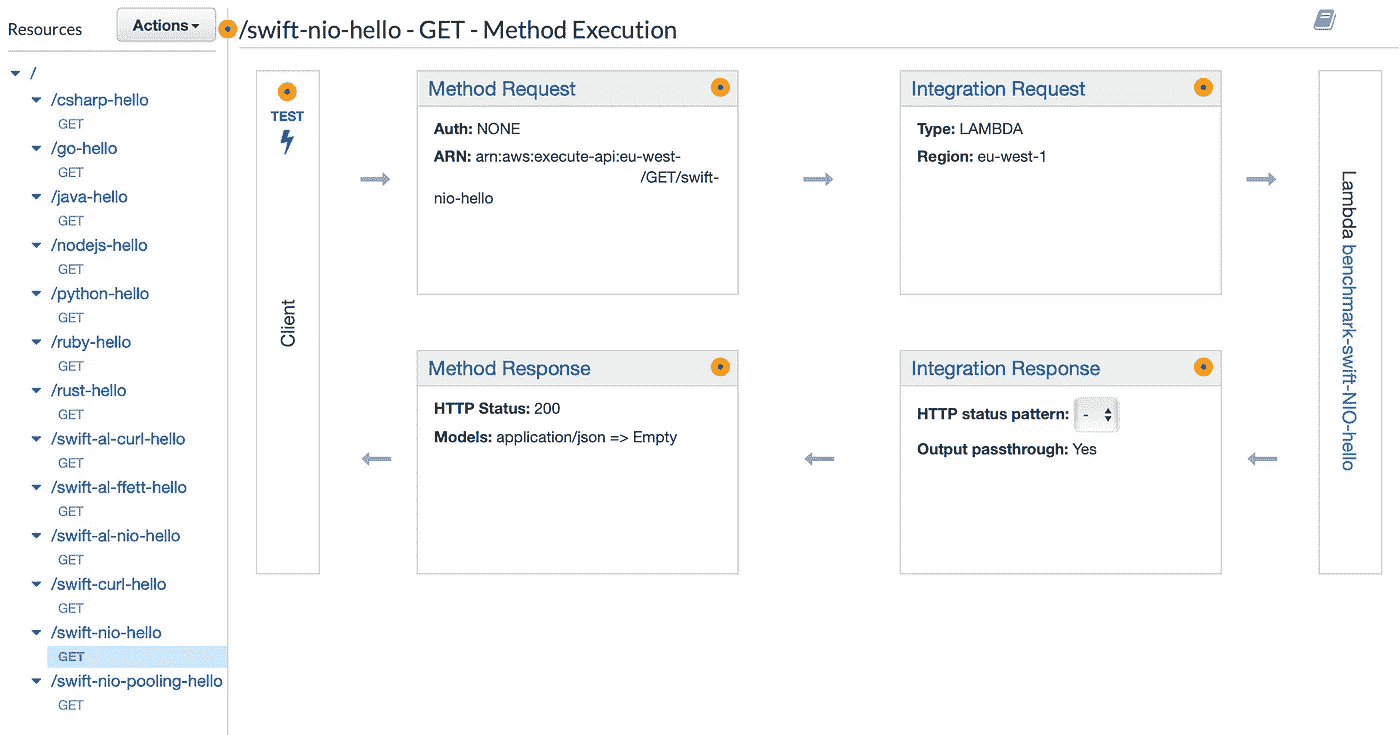 Resources
Actions
/
/csharp-hello
GET
/go-hello
GET
/java-hello
GET
/nodejs-hello
GET
/python-hello
GET
/ruby-hello
GET
/rust-hello
GET
/swift-al-curl-hello
GET
/swift-al-ffett-hello
GET
/swift-al-nio-hello
GET
/swift-curl-hello
GET
/swift-nio-hello
GET
/swift-nio-pooling-hello
GET
/swift-nio-hello - GET - Method Execution
TEST
Client
Method Request
Auth: NONE
ARN: arn:aws:execute-api:eu-west-
/GET/swift-
nio-hello
Integration Request
Type: LAMBDA
Region: eu-west-1
Lambda benchmark-swift-NIO-hello
Method Response
HTTP Status: 200
Models: application/json => Empty
Integration Response
HTTP status pattern: -
Output passthrough: Yes